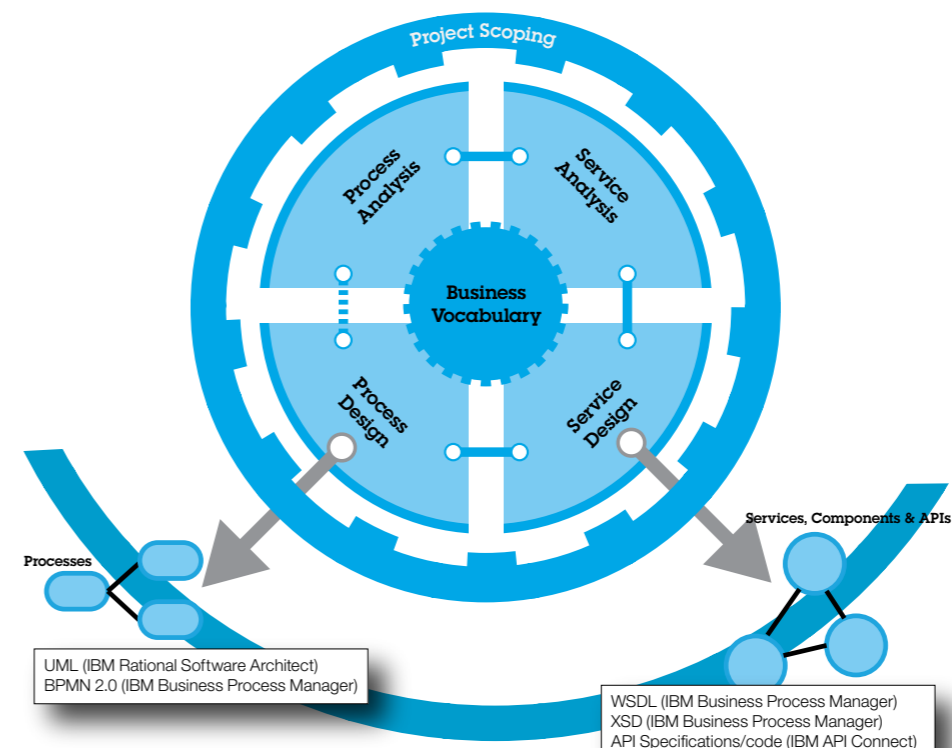 Project Scoping
Process
Analysis
Service
Analysis
Business
Vocabulary
Process
Design
Service
Design
Services, Components & APIs
Processes
UML (IBM Rational Software Architect)
BPMN 2.0 (IBM Business Process Manager)
WSDL (IBM Business Process Manager)
XSD (IBM Business Process Manager)
API Specifications/code (IBM API Connect)